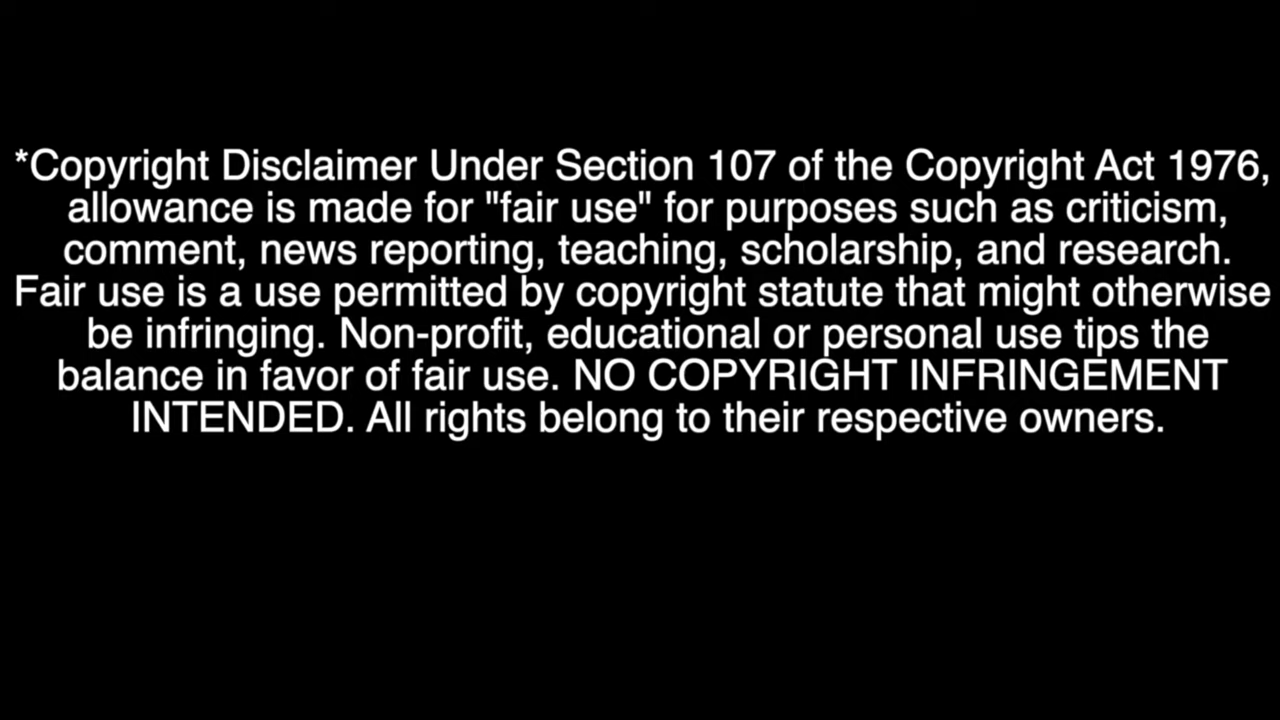 *Copyright Disclaimer Under Section 107 of the Copyright Act 1976,
allowance is made for "fair use" for purposes such as criticism,
comment, news reporting, teaching, scholarship, and research.
Fair use is a use permitted by copyright statute that might otherwise
be infringing. Non-profit, educational or personal use tips the
balance in favor of fair use. NO COPYRIGHT INFRINGEMENT
INTENDED. All rights belong to their respective owners.